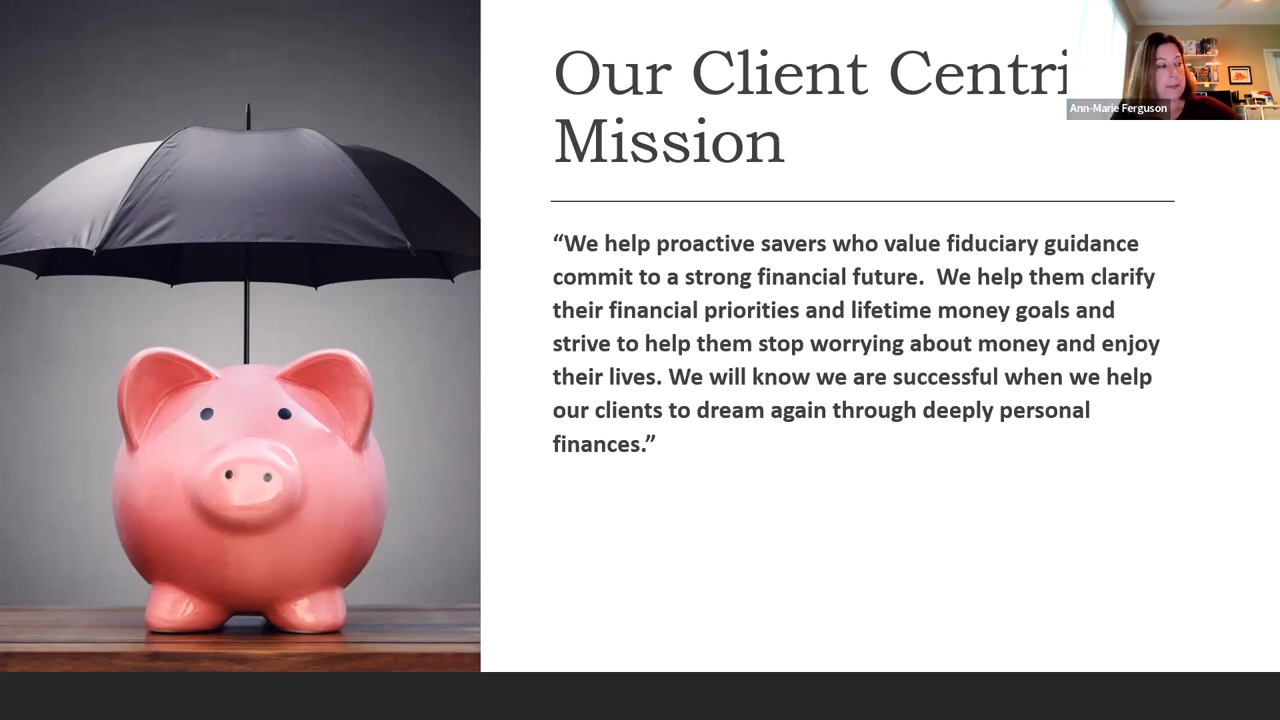 Our Client Centri
Mission
Ann-Marie Ferguson
“We help proactive savers who value fiduciary guidance
commit to a strong financial future.  We help them clarify
their financial priorities and lifetime money goals and
strive to help them stop worrying about money and enjoy
their lives. We will know we are successful when we help
our clients to dream again through deeply personal
finances.”